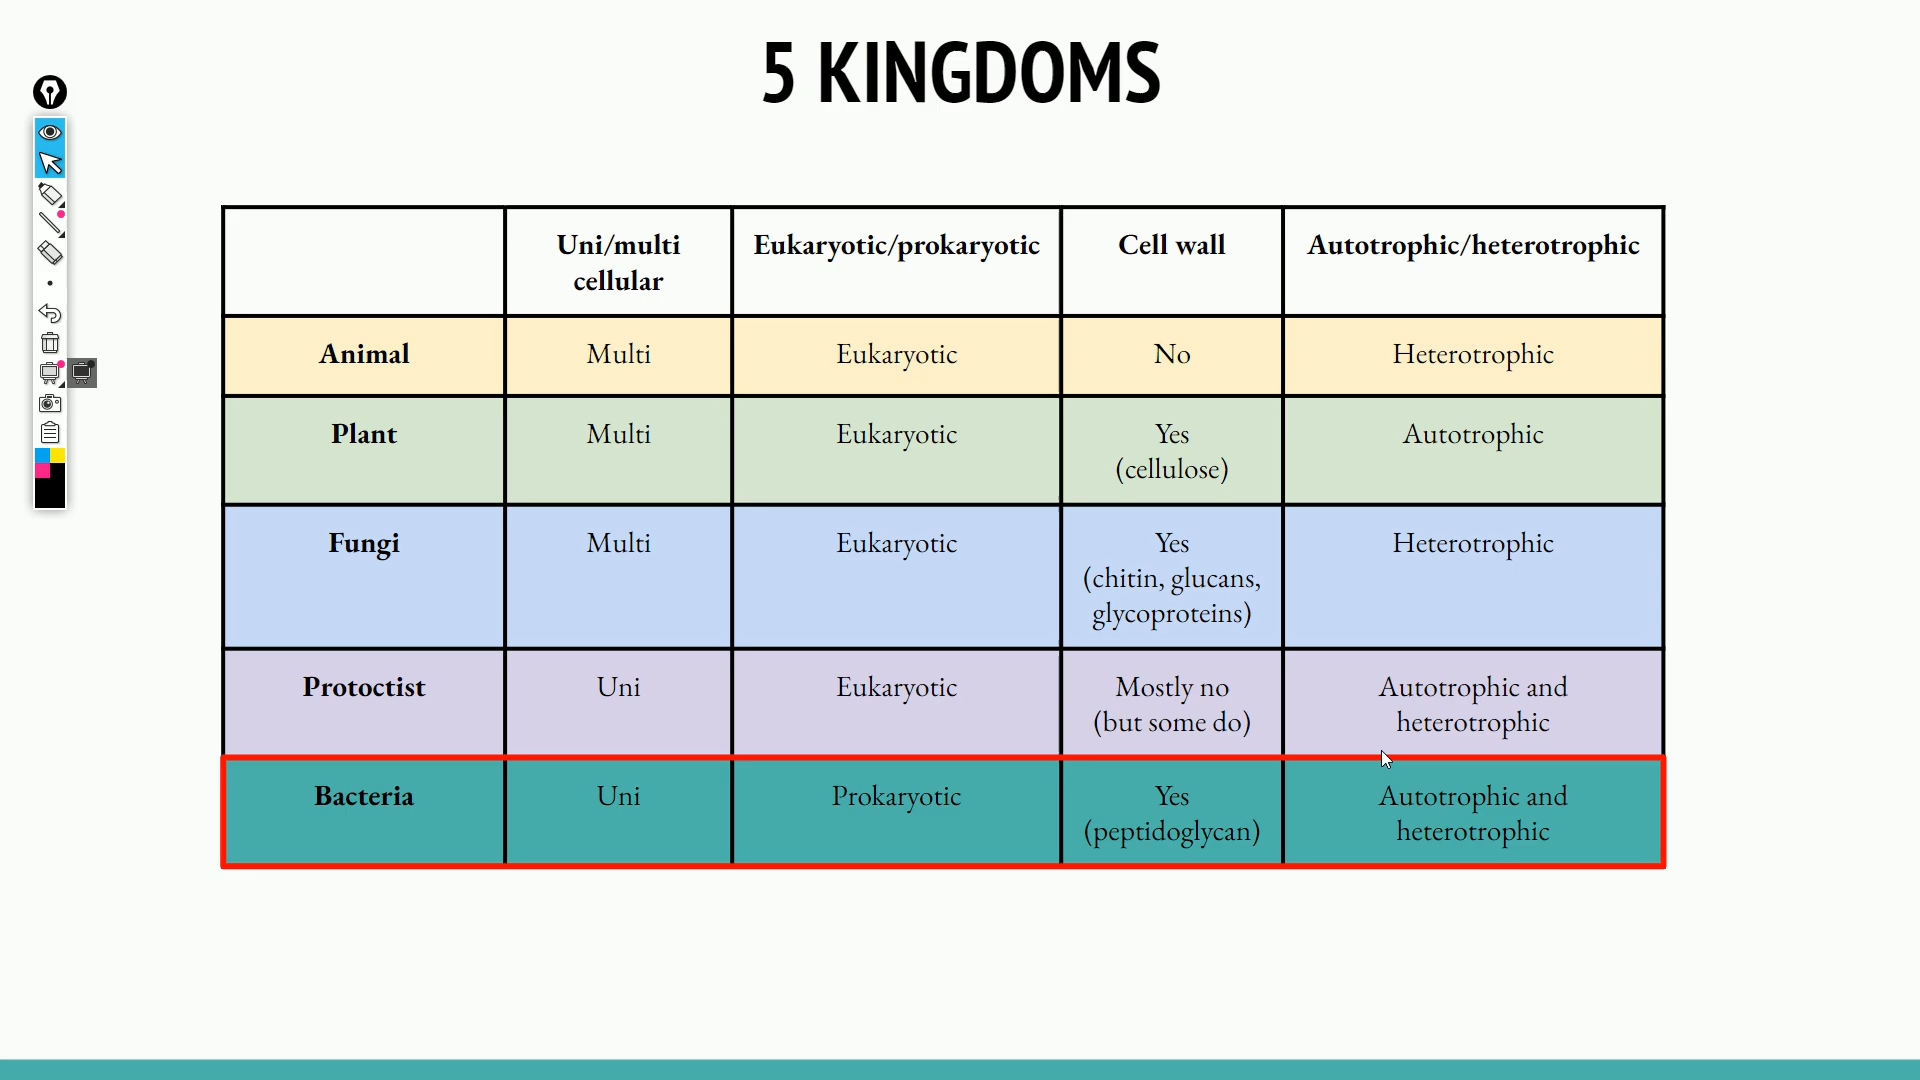 5 KINGDOMS
Uni/multi
cellular
Eukaryotic/prokaryotic
Cell wall
Autotrophic/heterotrophic
Animal
Multi
Eukaryotic
No
Heterotrophic
Plant
Multi
Eukaryotic
Yes
(cellulose)
Autotrophic
Fungi
Multi
Eukaryotic
Yes
(chitin, glucans,
glycoproteins)
Heterotrophic
Protoctist
Uni
Eukaryotic
Mostly no
(but some do)
Autotrophic and
heterotrophic
Bacteria
Uni
Prokaryotic
Yes
(peptidoglycan)
Autotrophic and
heterotrophic